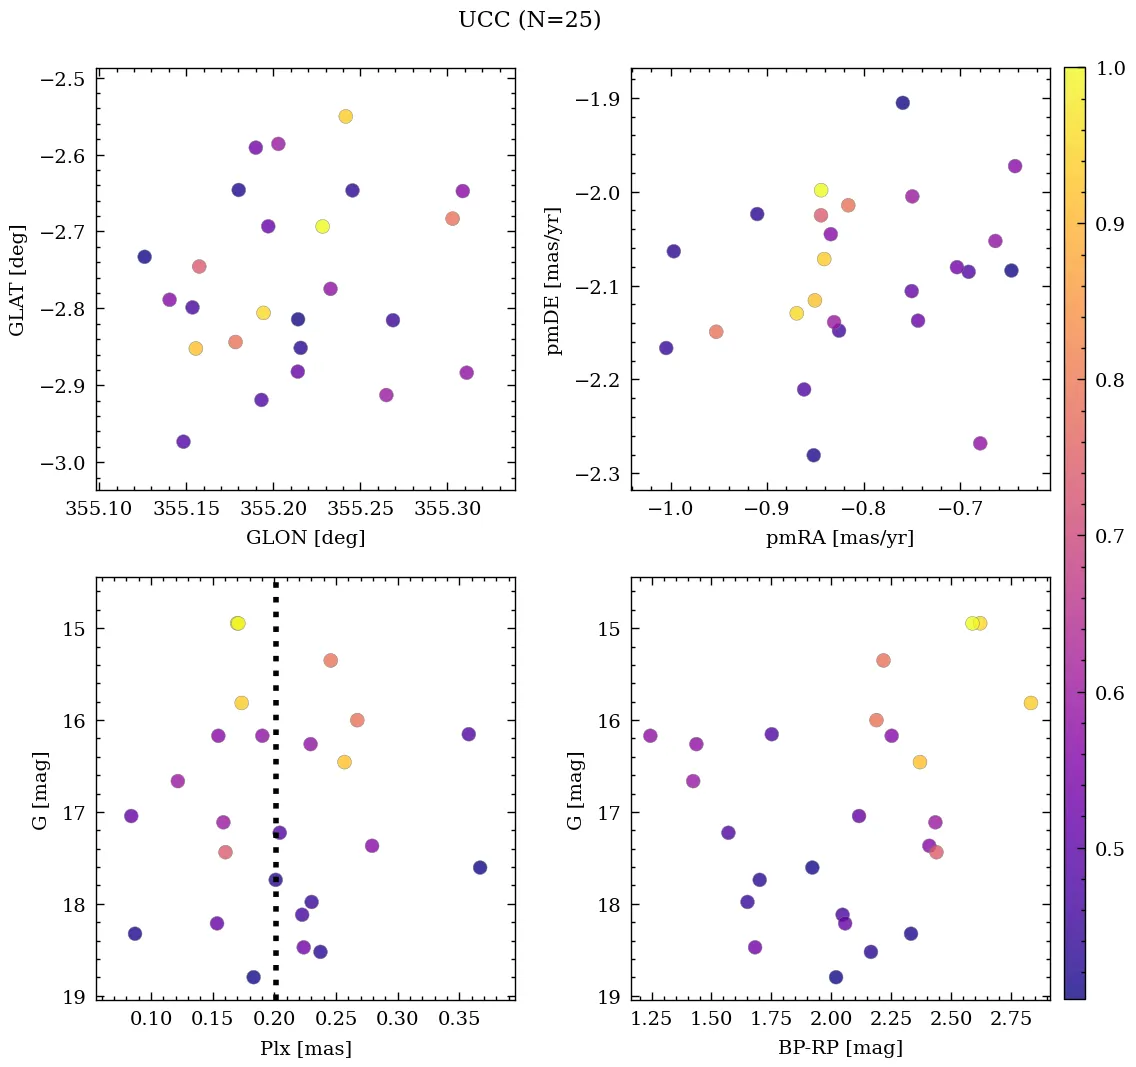 UCC (N=25)
−2.5
−2.6
−2.7
−2.8
−2.9
−3.0
GLAT [deg]
355.10 355.15 355.20 355.25 355.30
GLON [deg]
−1.9
−2.0
−2.1
−2.2
−2.3
pmDE [mas/yr]
−1.0 −0.9 −0.8 −0.7
pmRA [mas/yr]
15
16
17
18
19
G [mag]
0.10 0.15 0.20 0.25 0.30 0.35
Plx [mas]
15
16
17
18
19
G [mag]
1.25 1.50 1.75 2.00 2.25 2.50 2.75
BP-RP [mag]
1.0
0.9
0.8
0.7
0.6
0.5